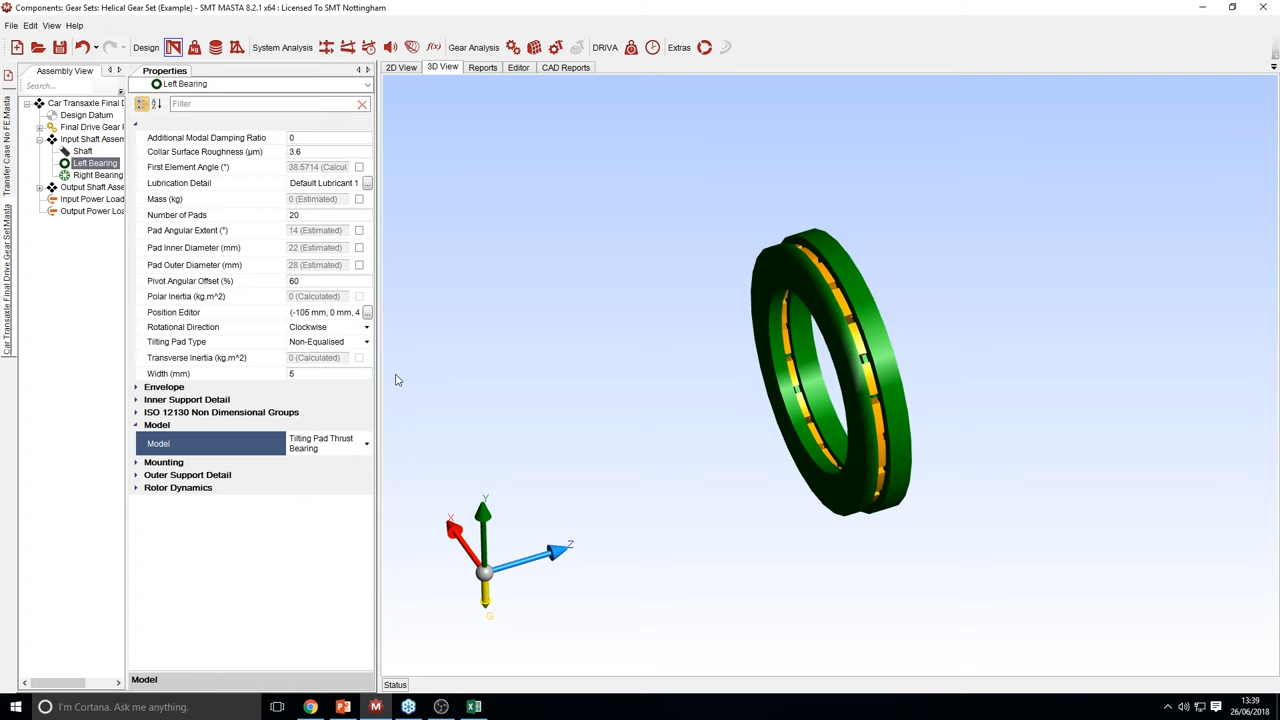 Components: Gear Sets: Helical Gear Set (Example) - SMT MASTA 8.2.1 x64 : Licensed To SMT Nottingham
File Edit View Help
Design System Analysis f(x) Gear Analysis DRIVA Extras
Assembly View
Search...
Car Transaxle Final D
Design Datum
Final Drive Gear F
Input Shaft Assem
Shaft
Left Bearing
Right Bearing
Output Shaft Asse
Input Power Load
Output Power Loa
Transfer Case No FE.Masta
Car Transaxle Final Drive Gear Set.Masta
Properties
Left Bearing
Filter
Additional Modal Damping Ratio 0
Collar Surface Roughness (µm) 3.6
First Element Angle (°) 38.5714 (Calcul
Lubrication Detail Default Lubricant 1 ...
Mass (kg) 0 (Estimated)
Number of Pads 20
Pad Angular Extent (°) 14 (Estimated)
Pad Inner Diameter (mm) 22 (Estimated)
Pad Outer Diameter (mm) 28 (Estimated)
Pivot Angular Offset (%) 60
Polar Inertia (kg.m^2) 0 (Calculated)
Position Editor (-105 mm, 0 mm, 4 ...
Rotational Direction Clockwise
Tilting Pad Type Non-Equalised
Transverse Inertia (kg.m^2) 0 (Calculated)
Width (mm) 5
Envelope
Inner Support Detail
ISO 12130 Non Dimensional Groups
Model
Model Tilting Pad Thrust
Bearing
Mounting
Outer Support Detail
Rotor Dynamics
Model
2D View 3D View Reports Editor CAD Reports
Y
X
Z
G
Status
I'm Cortana. Ask me anything.
13:39
26/06/2018